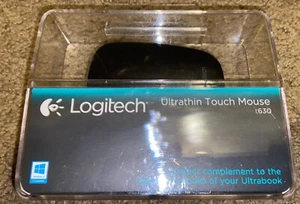 Logitech
Ultrathin Touch Mouse
t630
complement to the
of your Ultrabook